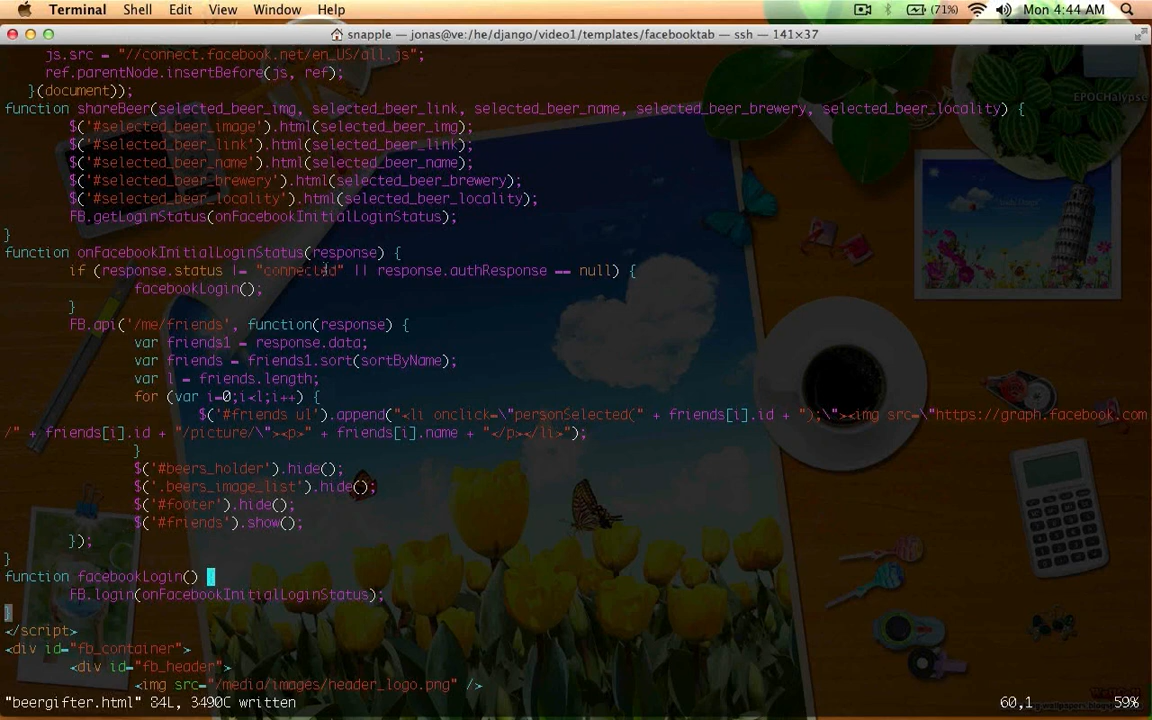 Terminal Shell Edit View Window Help (71%) Mon 4:44 AM
snapple — jonas@ve:/he/django/video1/templates/facebooktab — ssh — 141×37
js.src = "//connect.facebook.net/en_US/all.js";
ref.parentNode.insertBefore(js, ref);
}(document));
function shareBeer(selected_beer_img, selected_beer_link, selected_beer_name, selected_beer_brewery, selected_beer_locality) {
$('#selected_beer_image').html(selected_beer_img);
$('#selected_beer_link').html(selected_beer_link);
$('#selected_beer_name').html(selected_beer_name);
$('#selected_beer_brewery').html(selected_beer_brewery);
$('#selected_beer_locality').html(selected_beer_locality);
FB.getLoginStatus(onFacebookInitialLoginStatus);
}
function onFacebookInitialLoginStatus(response) {
if (response.status != "connected" || response.authResponse == null) {
facebookLogin();
}
FB.api('/me/friends', function(response) {
var friends1 = response.data;
var friends = friends1.sort(sortByName);
var l = friends.length;
for (var i=0;i<l;i++) {
$('#friends ul').append("<li onclick=\"personSelected(" + friends[i].id + ");\"><img src=\"https://graph.facebook.com
/" + friends[i].id + "/picture/\"><p>" + friends[i].name + "</p></li>");
}
$('#beers_holder').hide();
$('.beers_image_list').hide();
$('#footer').hide();
$('#friends').show();
});
}
function facebookLogin() {
FB.login(onFacebookInitialLoginStatus);
}
</script>
<div id="fb_container">
<div id="fb_header">
<img src="/media/images/header_logo.png" />
"beergifter.html" 84L, 3490C written 60,1 59%
EPOCHalypse